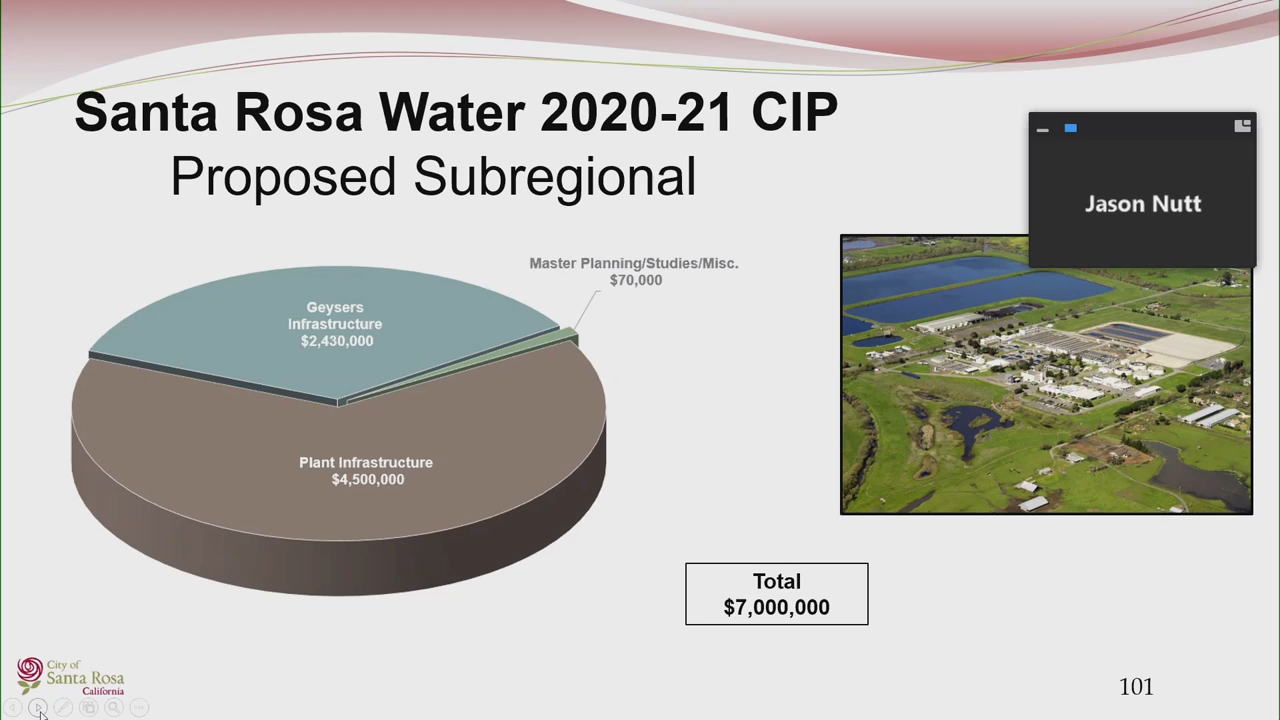 Santa Rosa Water 2020-21 CIP
Proposed Subregional
Jason Nutt
Master Planning/Studies/Misc.
$70,000
Geysers
Infrastructure
$2,430,000
Plant Infrastructure
$4,500,000
Total
$7,000,000
City of
Santa Rosa
California
101